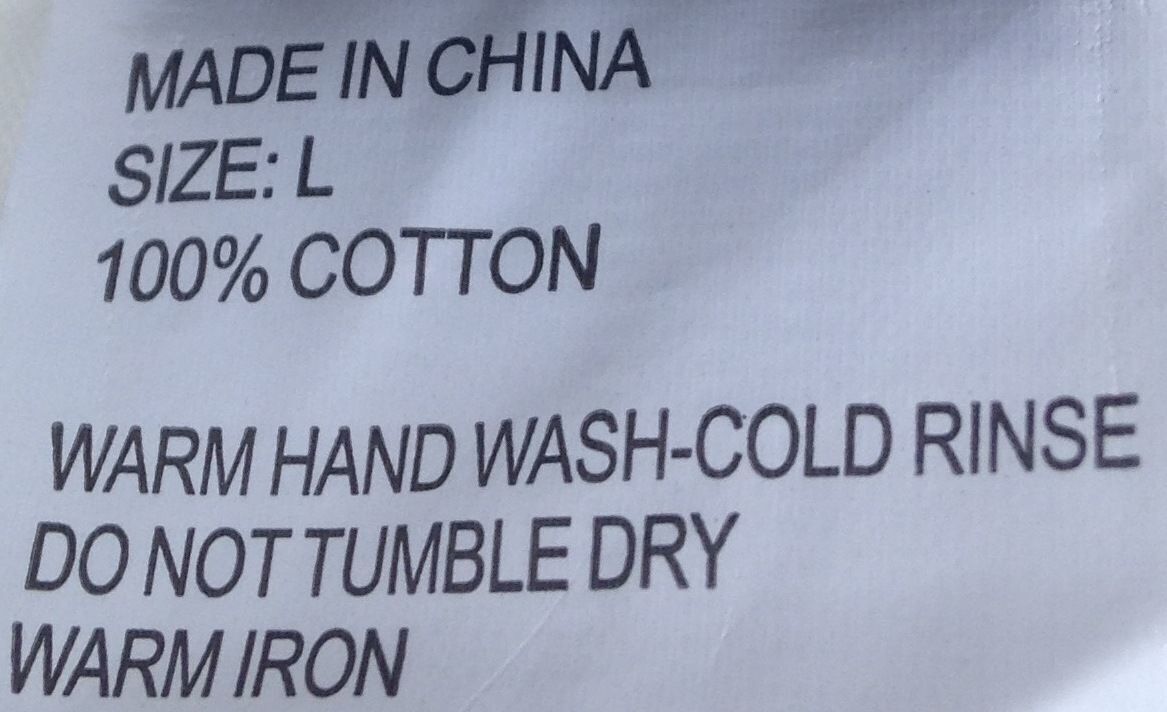 MADE IN CHINA
SIZE: L
100% COTTON
WARM HAND WASH-COLD RINSE
DO NOT TUMBLE DRY
WARM IRON